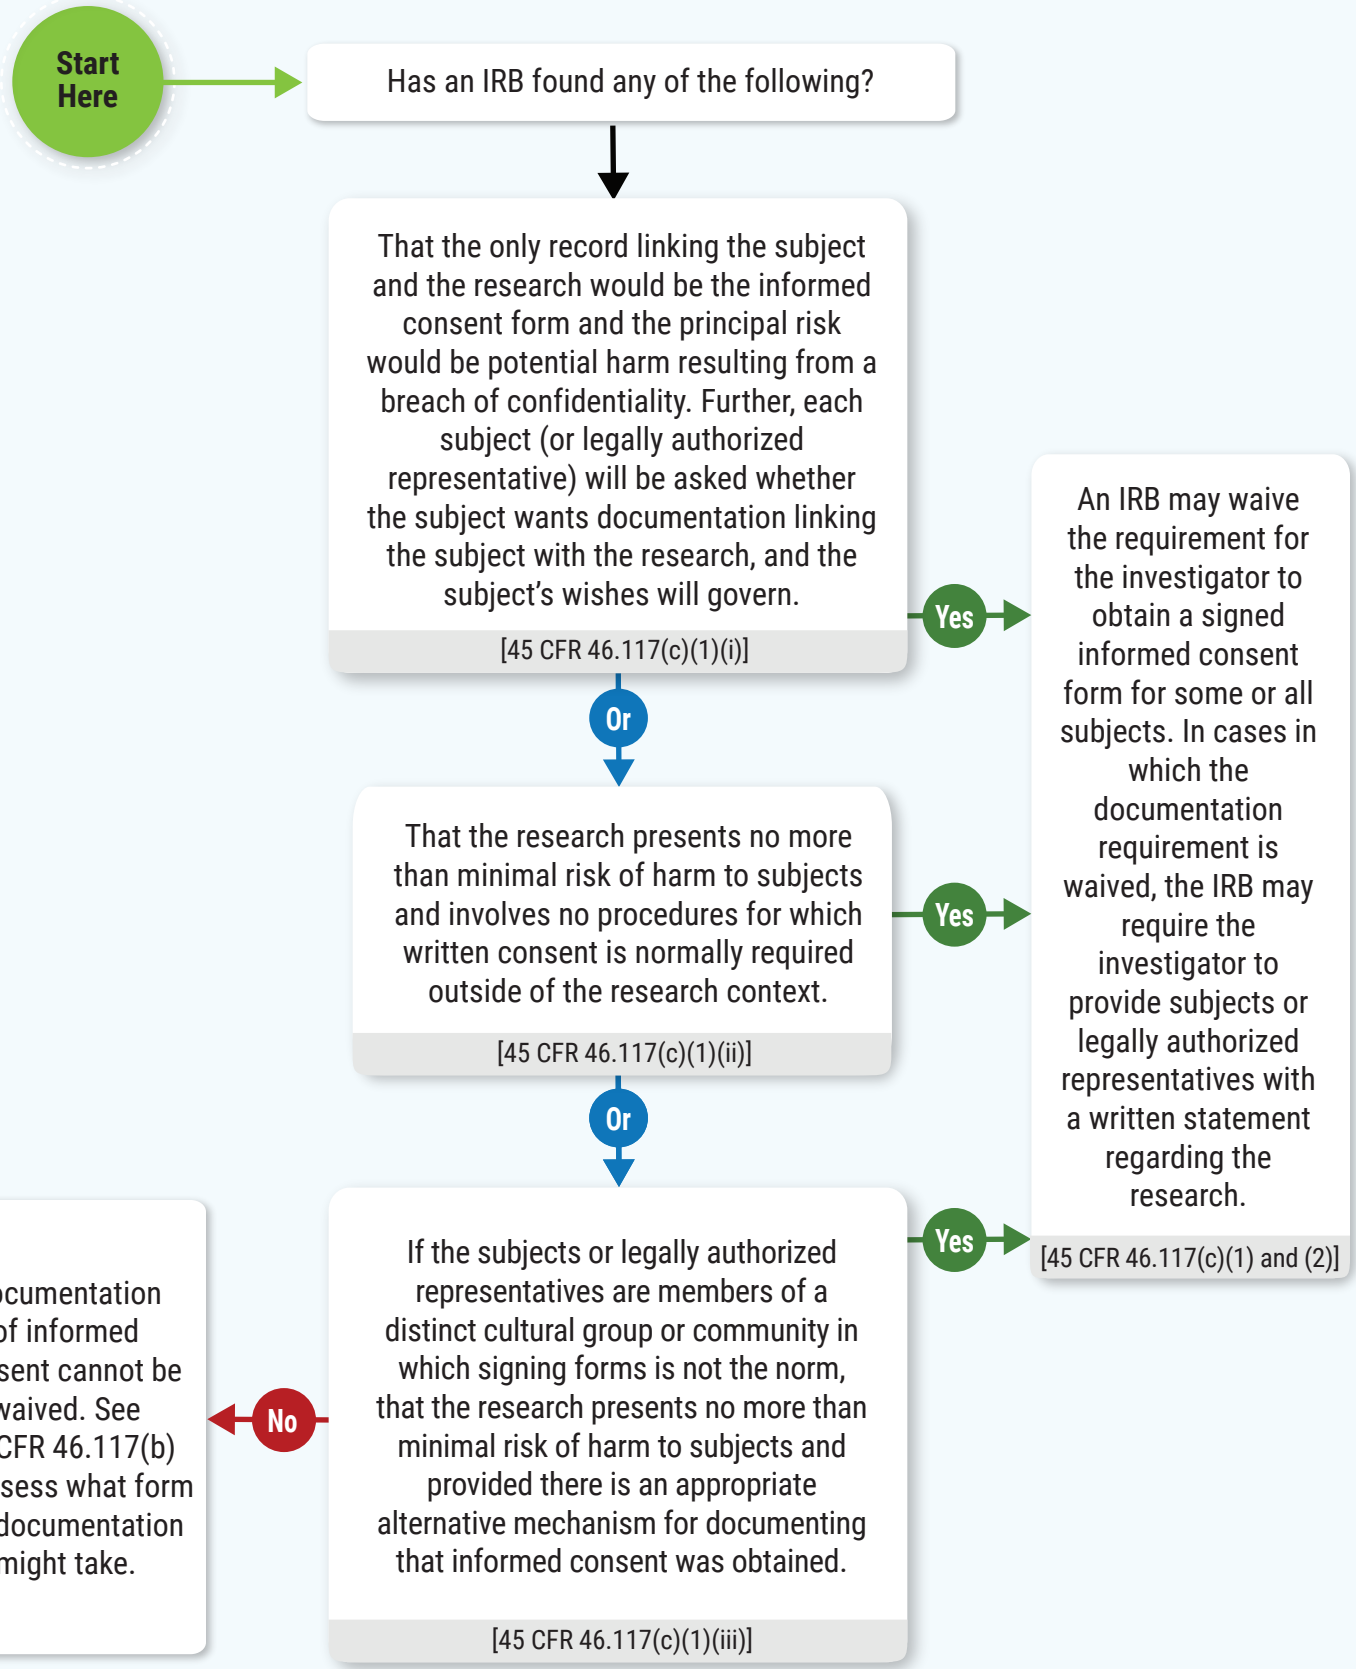 Start
Here
Has an IRB found any of the following?
That the only record linking the subject
and the research would be the informed
consent form and the principal risk
would be potential harm resulting from a
breach of confidentiality. Further, each
subject (or legally authorized
representative) will be asked whether
the subject wants documentation linking
the subject with the research, and the
subject's wishes will govern.
[45 CFR 46.117(c)(1)(i)]
Yes
Or
That the research presents no more
than minimal risk of harm to subjects
and involves no procedures for which
written consent is normally required
outside of the research context.
[45 CFR 46.117(c)(1)(ii)]
Yes
Or
If the subjects or legally authorized
representatives are members of a
distinct cultural group or community in
which signing forms is not the norm,
that the research presents no more than
minimal risk of harm to subjects and
provided there is an appropriate
alternative mechanism for documenting
that informed consent was obtained.
[45 CFR 46.117(c)(1)(iii)]
Yes
No
An IRB may waive
the requirement for
the investigator to
obtain a signed
informed consent
form for some or all
subjects. In cases in
which the
documentation
requirement is
waived, the IRB may
require the
investigator to
provide subjects or
legally authorized
representatives with
a written statement
regarding the
research.
[45 CFR 46.117(c)(1) and (2)]
ocumentation
of informed
sent cannot be
waived. See
CFR 46.117(b)
sess what form
documentation
might take.